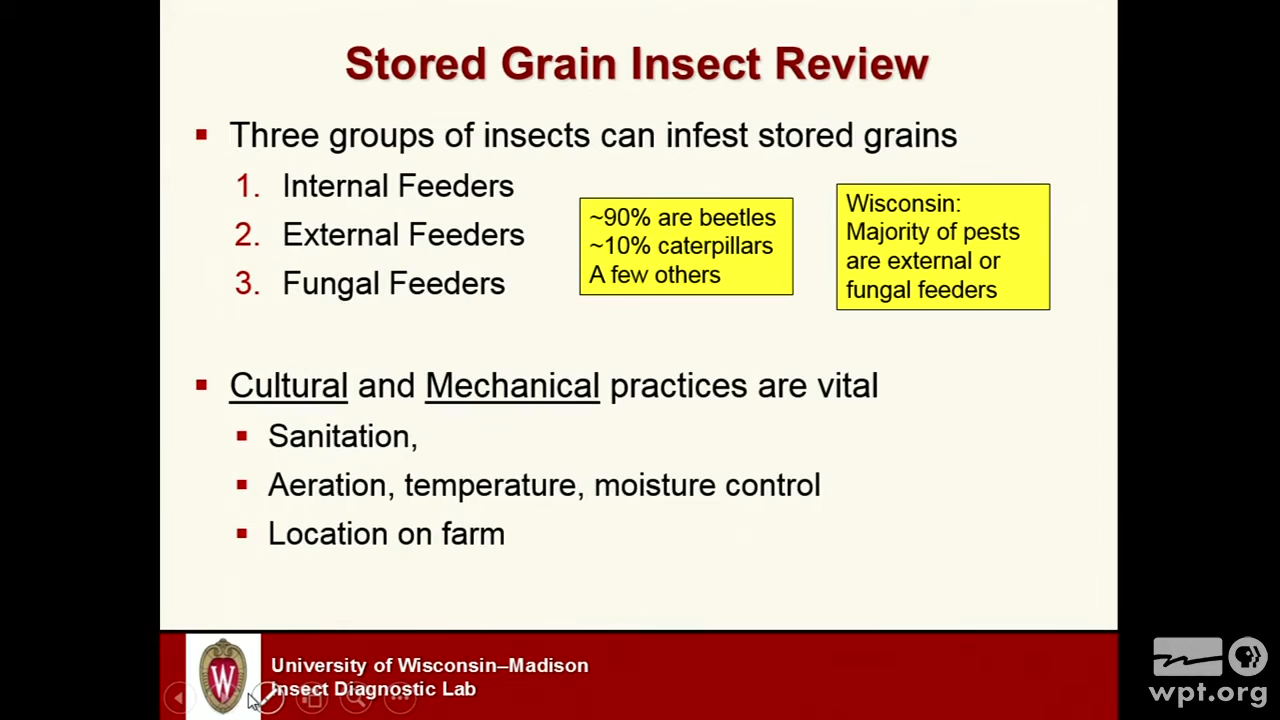 Stored Grain Insect Review
▪ Three groups of insects can infest stored grains
1. Internal Feeders
2. External Feeders
3. Fungal Feeders
~90% are beetles
~10% caterpillars
A few others
Wisconsin:
Majority of pests
are external or
fungal feeders
▪ Cultural and Mechanical practices are vital
▪ Sanitation,
▪ Aeration, temperature, moisture control
▪ Location on farm
W
University of Wisconsin–Madison
Insect Diagnostic Lab
PBS
wpt.org